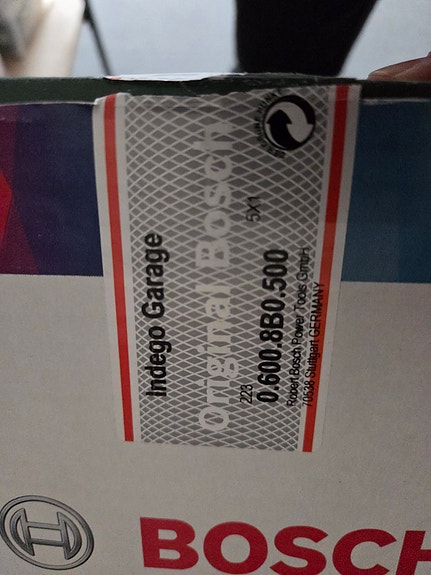 Indego Garage
Original Bosch
5X1
223
0.600.8B0.500
Robert Bosch Power Tools GmbH
70538 Stuttgart GERMANY
BOSCH